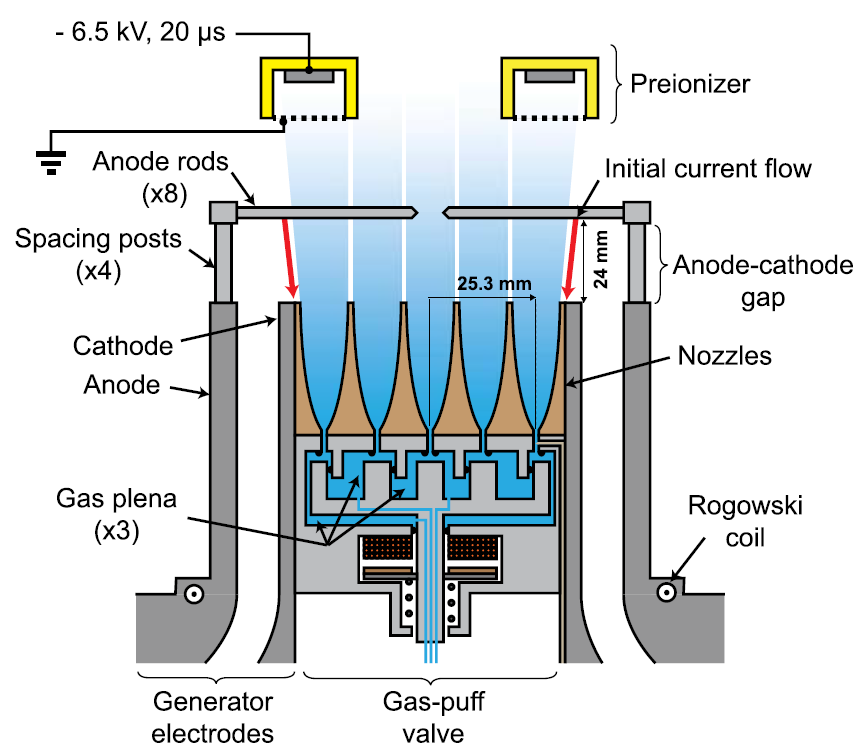 - 6.5 kV, 20 µs
Preionizer
Anode rods
(x8)
Initial current flow
Spacing posts
(x4)
24 mm
Anode-cathode
gap
25.3 mm
Cathode
Anode
Nozzles
Gas plena
(x3)
Rogowski
coil
Generator
electrodes
Gas-puff
valve